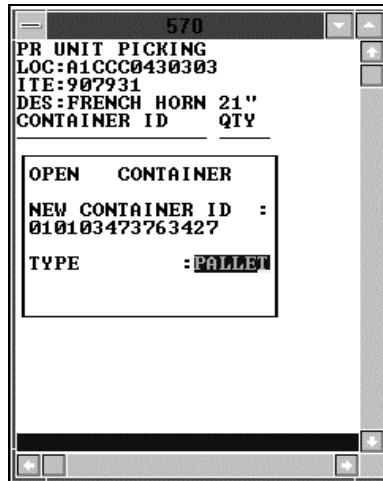 570
PR UNIT PICKING
LOC:A1CCC0430303
ITE:907931
DES:FRENCH HORN 21"
CONTAINER ID QTY
OPEN CONTAINER
NEW CONTAINER ID :
010103473763427
TYPE :PALLET